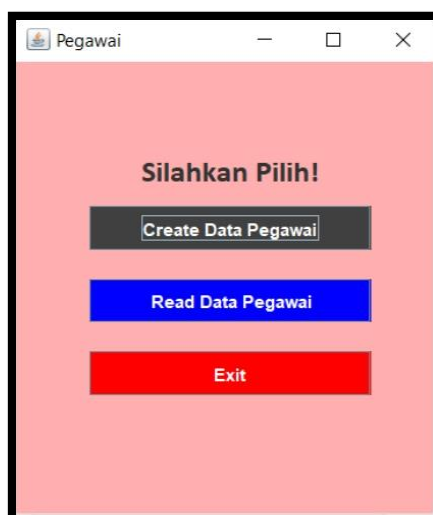 Pegawai
Silahkan Pilih!
Create Data Pegawai
Read Data Pegawai
Exit